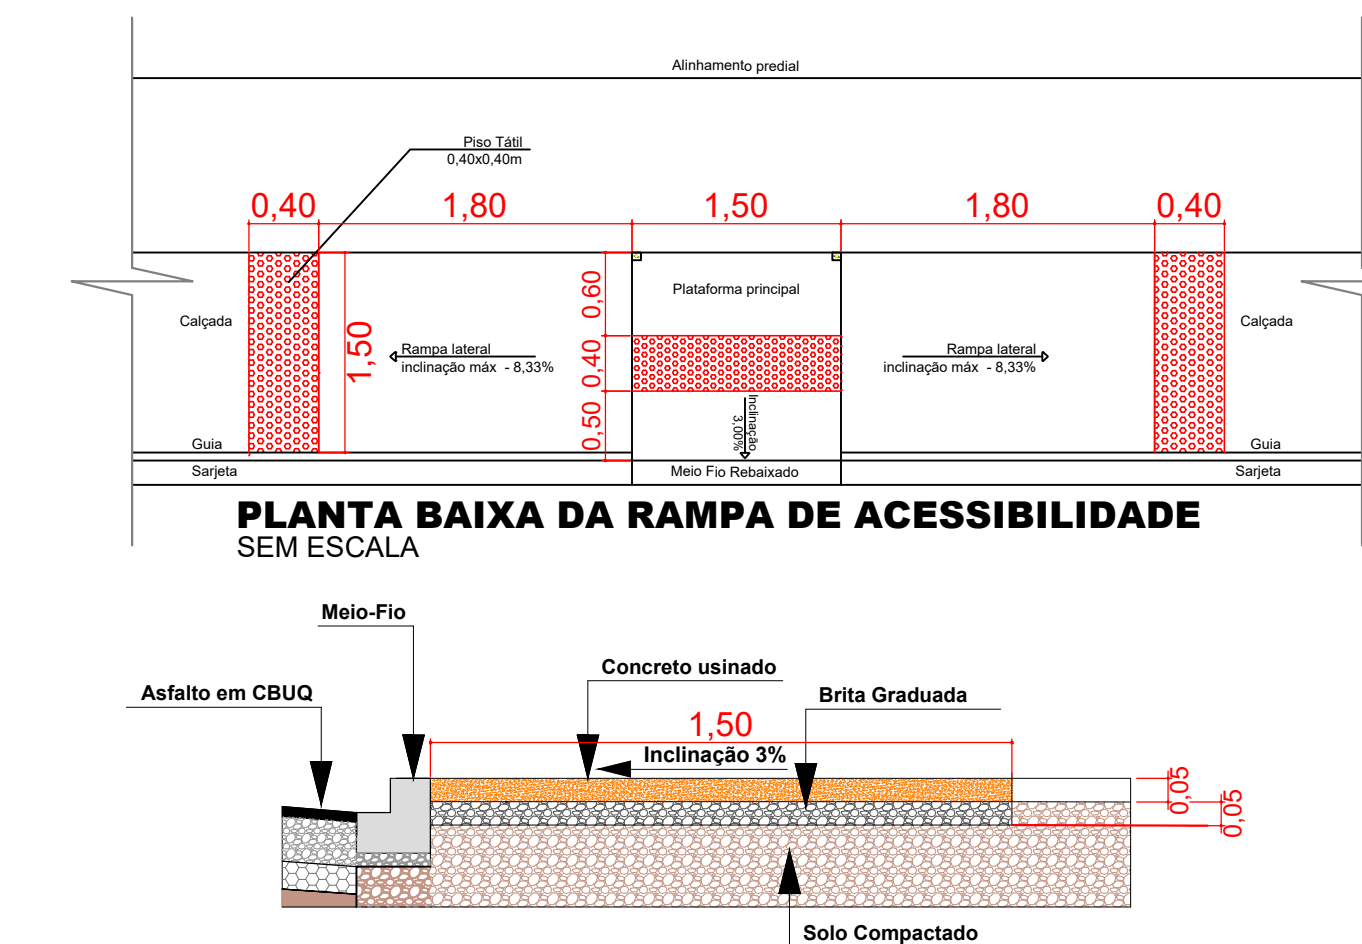 Alinhamento predial
Piso Tátil
0,40x0,40m
0,40
1,80
1,50
1,80
0,40
0,60
Plataforma principal
Calçada
Calçada
1,50
Rampa lateral
inclinação máx - 8,33%
0,40
Rampa lateral
inclinação máx - 8,33%
0,50
Inclinação
3,00%
Guia
Guia
Sarjeta
Meio Fio Rebaixado
Sarjeta
PLANTA BAIXA DA RAMPA DE ACESSIBILIDADE
SEM ESCALA
Meio-Fio
Concreto usinado
Asfalto em CBUQ
Brita Graduada
1,50
Inclinação 3%
0,05
0,05
Solo Compactado